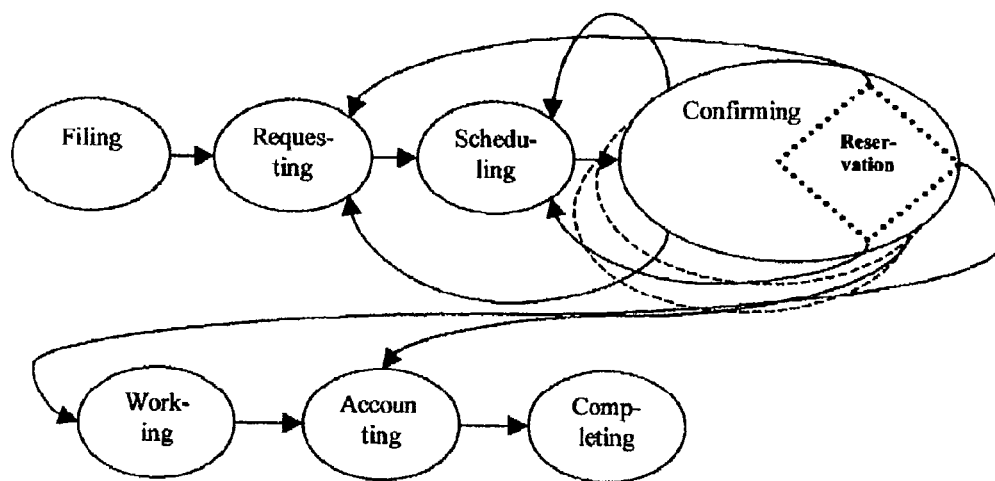 Filing
Reques-
ting
Schedu-
ling
Confirming
Reser-
vation
Work-
ing
Accoun
ting
Comp-
leting